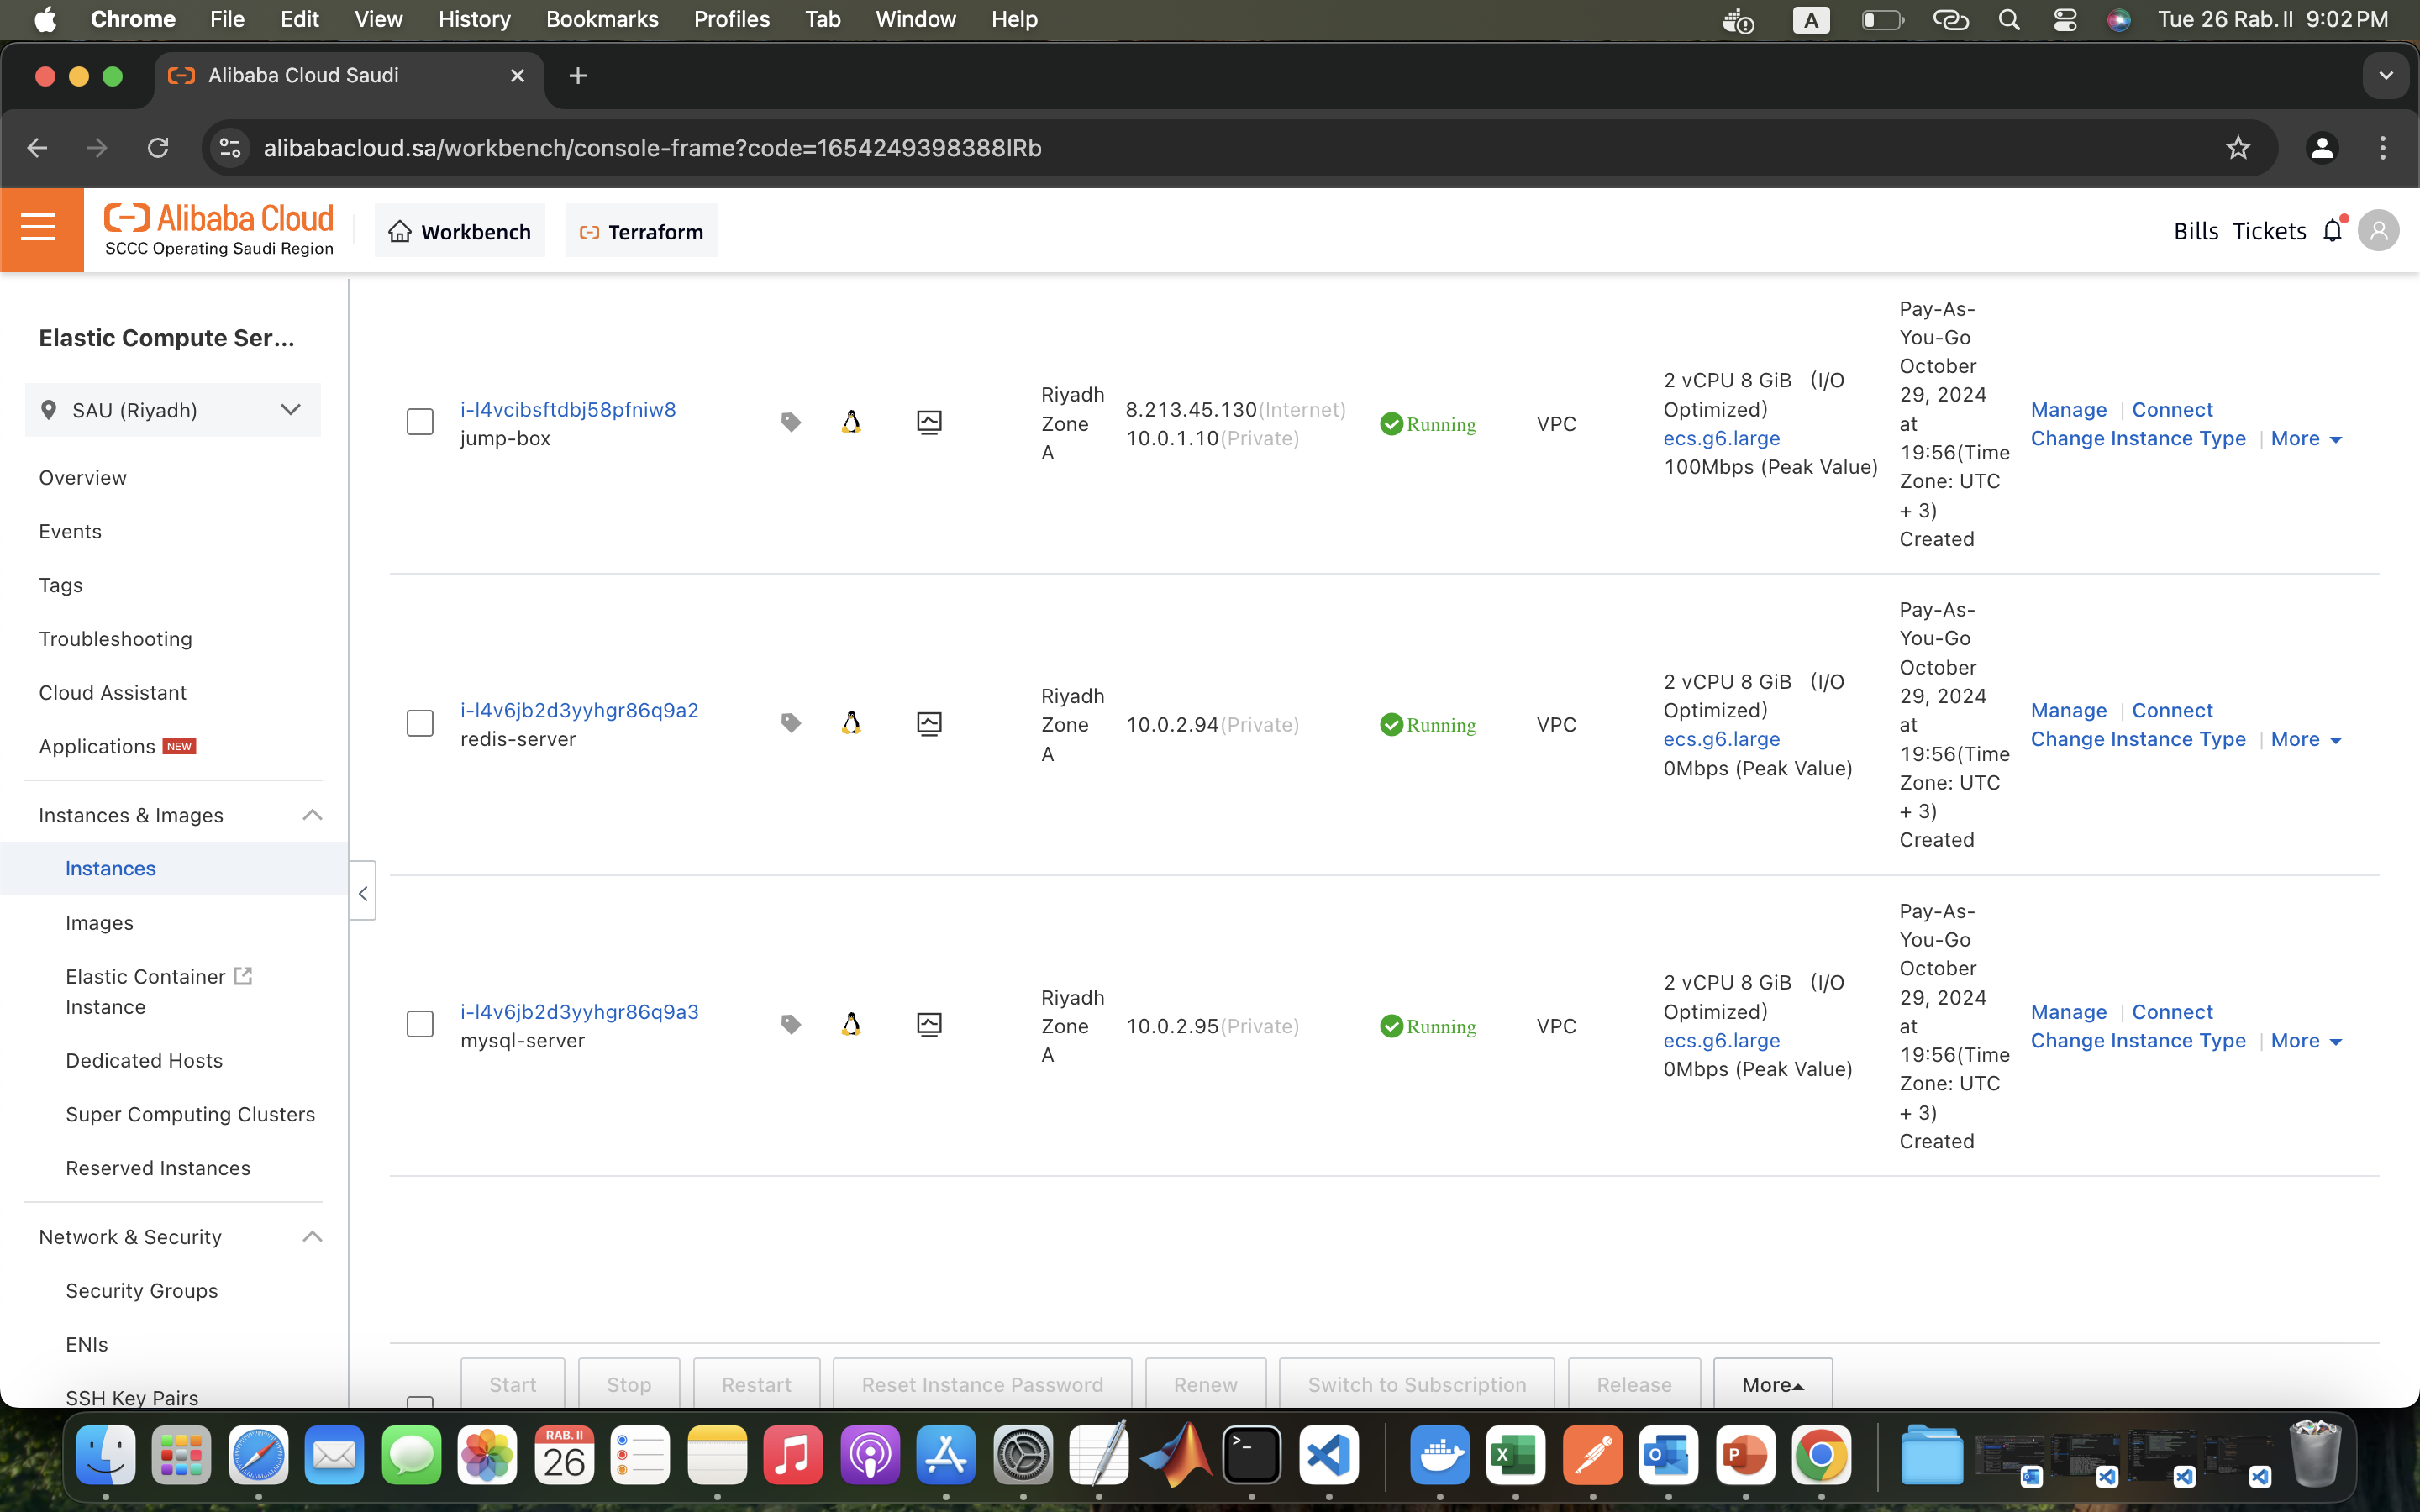 Chrome File Edit View History Bookmarks Profiles Tab Window Help
A
Tue 26 Rab. II 9:02 PM
Alibaba Cloud Saudi
alibabacloud.sa/workbench/console-frame?code=1654249398388IRb
Alibaba Cloud
SCCC Operating Saudi Region
Workbench
Terraform
Bills Tickets
Elastic Compute Ser...
SAU (Riyadh)
Overview
Events
Tags
Troubleshooting
Cloud Assistant
Applications NEW
Instances & Images
Instances
Images
Elastic Container
Instance
Dedicated Hosts
Super Computing Clusters
Reserved Instances
Network & Security
Security Groups
ENIs
SSH Key Pairs
i-l4vcibsftdbj58pfniw8
jump-box
Riyadh
Zone
A
8.213.45.130(Internet)
10.0.1.10(Private)
Running
VPC
2 vCPU 8 GiB (I/O
Optimized)
ecs.g6.large
100Mbps (Peak Value)
Pay-As-
You-Go
October
29, 2024
at
19:56(Time
Zone: UTC
+ 3)
Created
Manage | Connect
Change Instance Type | More
i-l4v6jb2d3yyhgr86q9a2
redis-server
Riyadh
Zone
A
10.0.2.94(Private)
Running
VPC
2 vCPU 8 GiB (I/O
Optimized)
ecs.g6.large
0Mbps (Peak Value)
Pay-As-
You-Go
October
29, 2024
at
19:56(Time
Zone: UTC
+ 3)
Created
Manage | Connect
Change Instance Type | More
i-l4v6jb2d3yyhgr86q9a3
mysql-server
Riyadh
Zone
A
10.0.2.95(Private)
Running
VPC
2 vCPU 8 GiB (I/O
Optimized)
ecs.g6.large
0Mbps (Peak Value)
Pay-As-
You-Go
October
29, 2024
at
19:56(Time
Zone: UTC
+ 3)
Created
Manage | Connect
Change Instance Type | More
Start Stop Restart Reset Instance Password Renew Switch to Subscription Release More
RAB. II
26